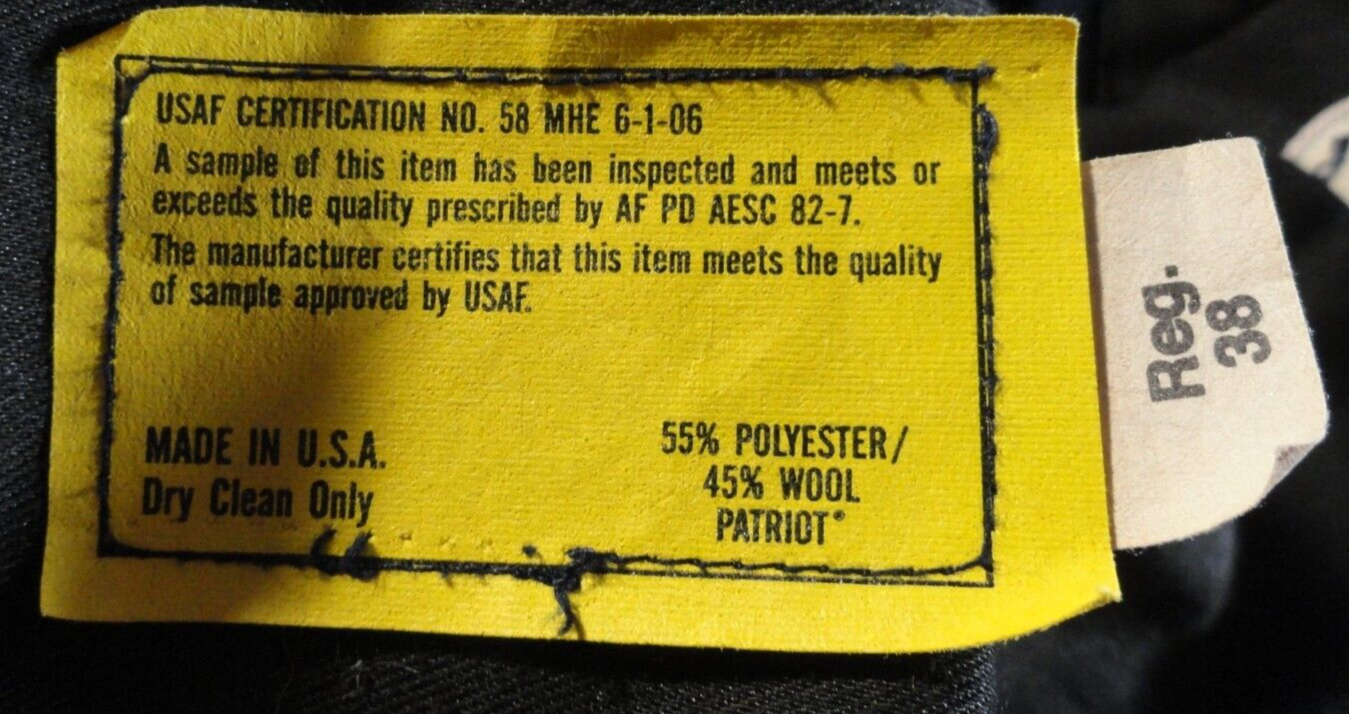 USAF CERTIFICATION NO. 58 MHE 6-1-06
A sample of this item has been inspected and meets or
exceeds the quality prescribed by AF PD AESC 82-7.
The manufacturer certifies that this item meets the quality
of sample approved by USAF.
MADE IN U.S.A.
Dry Clean Only
55% POLYESTER/
45% WOOL
PATRIOT®
Reg.
38